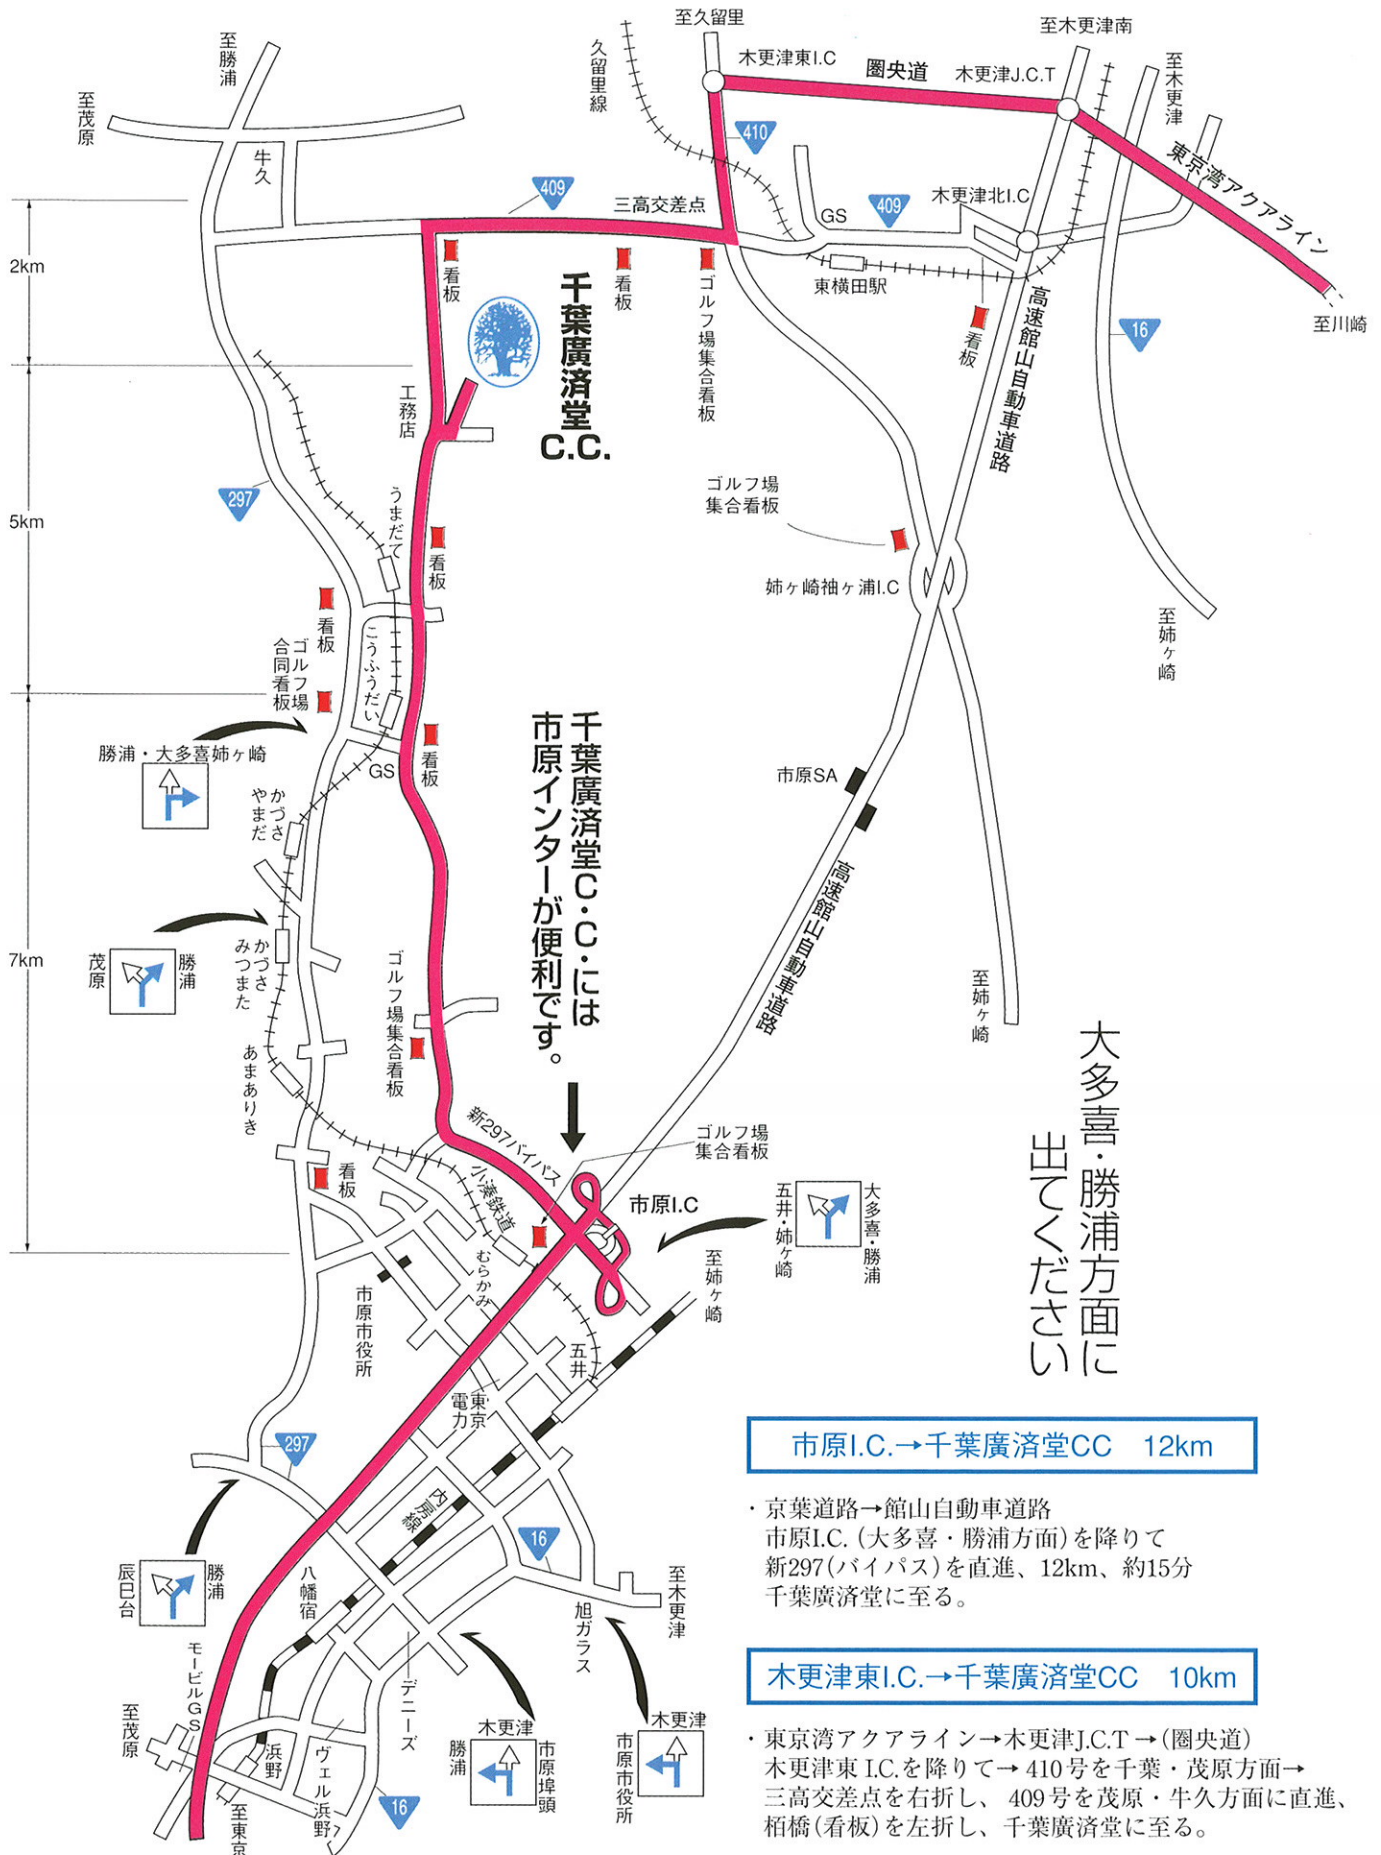 至久留里
至木更津南
木更津東I.C
圏央道
木更津J.C.T
至木更津
至勝浦
久留里線
至茂原
牛久
410
東京湾アクアライン
409
三高交差点
GS
409
木更津北I.C
2km
看板
看板
ゴルフ場集合看板
東横田駅
看板
高速館山自動車道路
16
至川崎
千葉廣済堂
C.C.
工務店
297
5km
うまだて
看板
ゴルフ場
集合看板
姉ヶ崎袖ヶ浦I.C
至姉ヶ崎
看板
ゴルフ場
合同看板
こうふうだい
看板
勝浦・大多喜姉ヶ崎
GS
千葉廣済堂C・C・には
市原インターが便利です。
市原SA
かづさ
やまだ
高速館山自動車道路
7km
茂原
勝浦
かづさ
みつまた
ゴルフ場集合看板
至姉ヶ崎
あまありき
大多喜・勝浦方面に
出てください
新297バイパス
ゴルフ場
集合看板
看板
小湊鉄道
市原I.C
五井・姉ヶ崎
大多喜・勝浦
むらかみ
至姉ヶ崎
市原市役所
五井
東京
電力
297
内房線
16
辰巳台
勝浦
八幡宿
旭ガラス
至木更津
モービルGS
デニーズ
至茂原
浜野
ヴェル浜野
至東京
16
木更津
勝浦
市原埠頭
木更津
市原市役所
市原I.C.→千葉廣済堂CC　12km
・京葉道路→館山自動車道路
市原I.C. (大多喜・勝浦方面)を降りて
新297(バイパス)を直進、12km、約15分
千葉廣済堂に至る。
木更津東I.C.→千葉廣済堂CC　10km
・東京湾アクアライン→木更津J.C.T→(圏央道)
木更津東 I.C.を降りて→410号を千葉・茂原方面→
三高交差点を右折し、409号を茂原・牛久方面に直進、
栢橋(看板)を左折し、千葉廣済堂に至る。